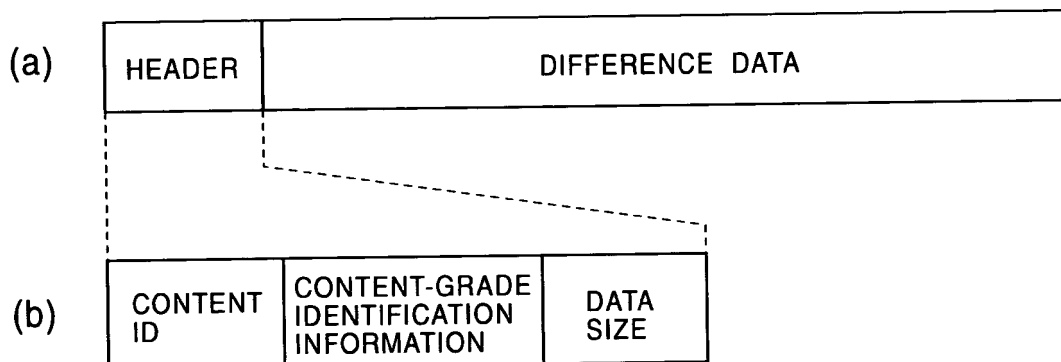 (a)
HEADER
DIFFERENCE DATA
(b)
CONTENT
ID
CONTENT-GRADE
IDENTIFICATION
INFORMATION
DATA
SIZE